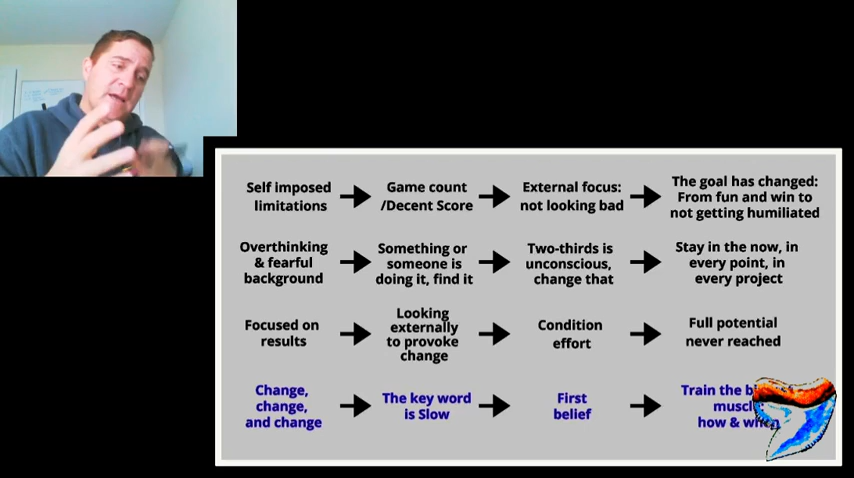 Self imposed
limitations
Game count
/Decent Score
External focus:
not looking bad
The goal has changed:
From fun and win to
not getting humiliated
Overthinking
& fearful
background
Something or
someone is
doing it, find it
Two-thirds is
unconscious,
change that
Stay in the now, in
every point, in
every project
Focused on
results
Looking
externally
to provoke
change
Condition
effort
Full potential
never reached
Change,
change,
and change
The key word
is Slow
First
belief
Train the
how &